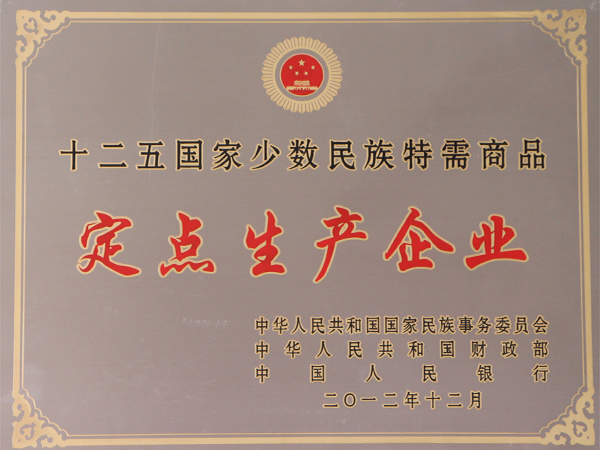 十二五国家少数民族特需商品
定点生产企业
中华人民共和国国家民族事务委员会
中华人民共和国财政部
中国人民银行
二〇一二年十二月